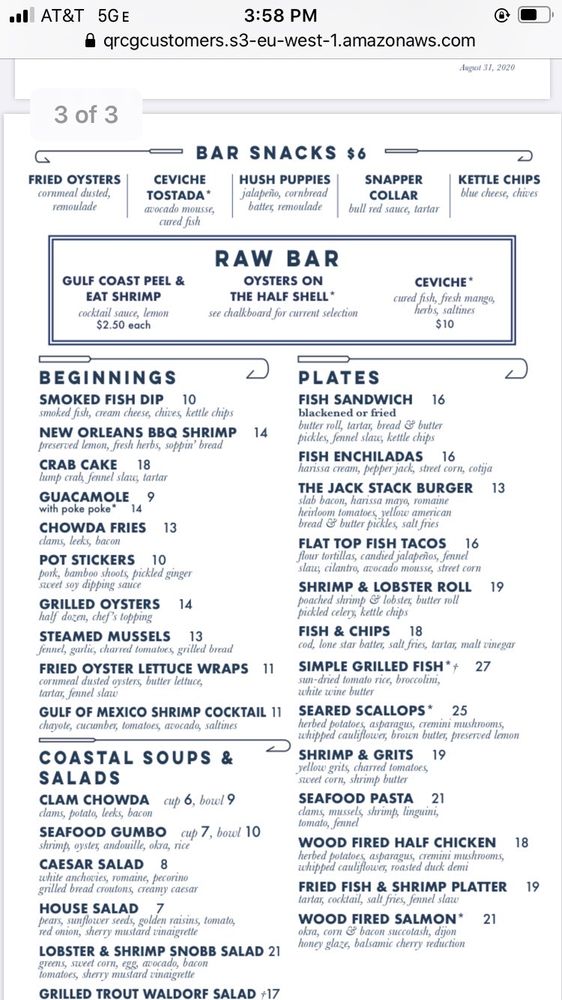 AT&T 5GE 3:58 PM
qrcgcustomers.s3-eu-west-1.amazonaws.com
August 31, 2020
3 of 3
BAR SNACKS $6
FRIED OYSTERS
cornmeal dusted,
remoulade
CEVICHE
TOSTADA*
avocado mousse,
cured fish
HUSH PUPPIES
jalapeño, cornbread
batter, remoulade
SNAPPER
COLLAR
bull red sauce, tartar
KETTLE CHIPS
blue cheese, chives
RAW BAR
GULF COAST PEEL &
EAT SHRIMP
cocktail sauce, lemon
$2.50 each
OYSTERS ON
THE HALF SHELL*
see chalkboard for current selection
CEVICHE*
cured fish, fresh mango,
herbs, saltines
$10
BEGINNINGS
SMOKED FISH DIP 10
smoked fish, cream cheese, chives, kettle chips
NEW ORLEANS BBQ SHRIMP 14
preserved lemon, fresh herbs, soppin' bread
CRAB CAKE 18
lump crab, fennel slaw, tartar
GUACAMOLE 9
with poke poke* 14
CHOWDA FRIES 13
clams, leeks, bacon
POT STICKERS 10
pork, bamboo shoots, pickled ginger
sweet soy dipping sauce
GRILLED OYSTERS 14
half dozen, chef's topping
STEAMED MUSSELS 13
fennel, garlic, charred tomatoes, grilled bread
FRIED OYSTER LETTUCE WRAPS 11
cornmeal dusted oysters, butter lettuce,
tartar, fennel slaw
GULF OF MEXICO SHRIMP COCKTAIL 11
chayote, cucumber, tomatoes, avocado, saltines
COASTAL SOUPS &
SALADS
CLAM CHOWDA cup 6, bowl 9
clams, potato, leeks, bacon
SEAFOOD GUMBO cup 7, bowl 10
shrimp, oyster, andouille, okra, rice
CAESAR SALAD 8
white anchovies, romaine, pecorino
grilled bread croutons, creamy caesar
HOUSE SALAD 7
pears, sunflower seeds, golden raisins, tomato,
red onion, sherry mustard vinaigrette
LOBSTER & SHRIMP SNOBB SALAD 21
greens, sweet corn, egg, avocado, bacon
tomatoes, sherry mustard vinaigrette
GRILLED TROUT WALDORF SALAD †17
PLATES
FISH SANDWICH 16
blackened or fried
butter roll, tartar, bread & butter
pickles, fennel slaw, kettle chips
FISH ENCHILADAS 16
harissa cream, pepper jack, street corn, cotija
THE JACK STACK BURGER 13
slab bacon, harissa mayo, romaine
heirloom tomatoes, yellow american
bread & butter pickles, salt fries
FLAT TOP FISH TACOS 16
flour tortillas, candied jalapeños, fennel
slaw, cilantro, avocado mousse, street corn
SHRIMP & LOBSTER ROLL 19
poached shrimp & lobster, butter roll
pickled celery, kettle chips
FISH & CHIPS 18
cod, lone star batter, salt fries, tartar, malt vinegar
SIMPLE GRILLED FISH*† 27
sun-dried tomato rice, broccolini,
white wine butter
SEARED SCALLOPS* 25
herbed potatoes, asparagus, cremini mushrooms,
whipped cauliflower, brown butter, preserved lemon
SHRIMP & GRITS 19
yellow grits, charred tomatoes,
sweet corn, shrimp butter
SEAFOOD PASTA 21
clams, mussels, shrimp, linguini,
tomato, fennel
WOOD FIRED HALF CHICKEN 18
herbed potatoes, asparagus, cremini mushrooms,
whipped cauliflower, roasted duck demi
FRIED FISH & SHRIMP PLATTER 19
tartar, cocktail, salt fries, fennel slaw
WOOD FIRED SALMON* 21
okra, corn & bacon succotash, dijon
honey glaze, balsamic cherry reduction